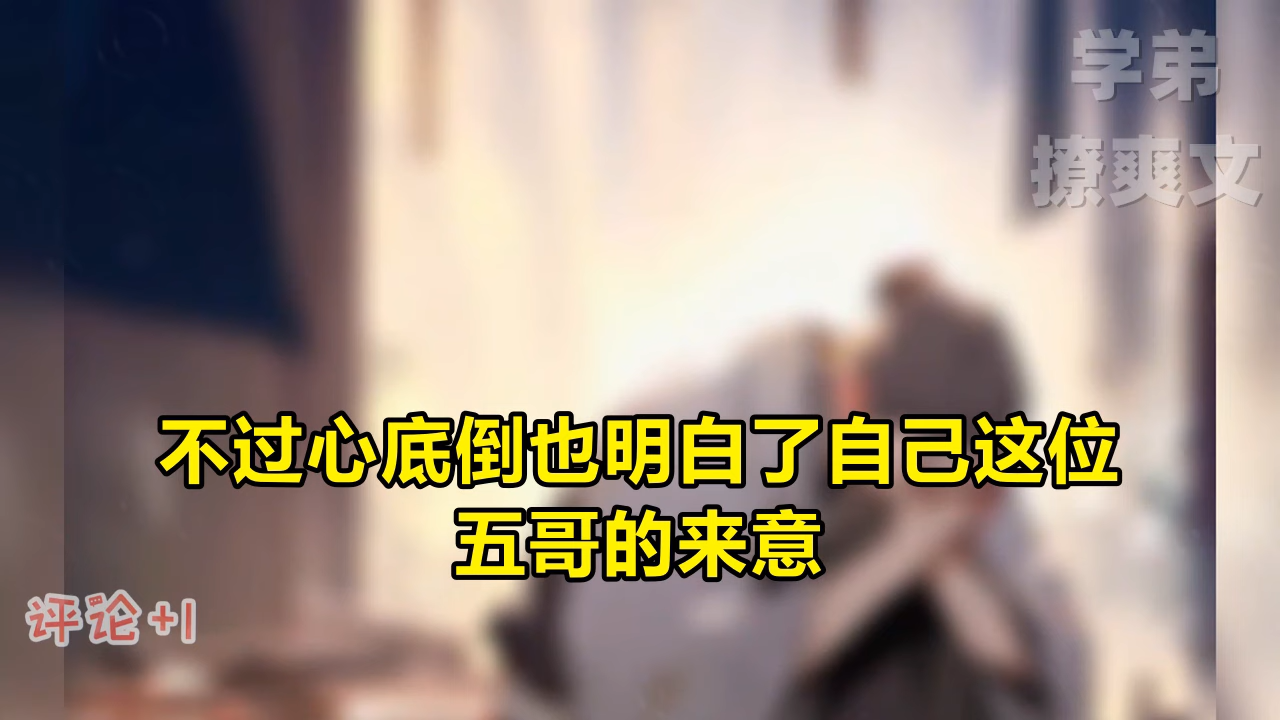 学弟
撩爽文
不过心底倒也明白了自己这位
五哥的来意
评论+1